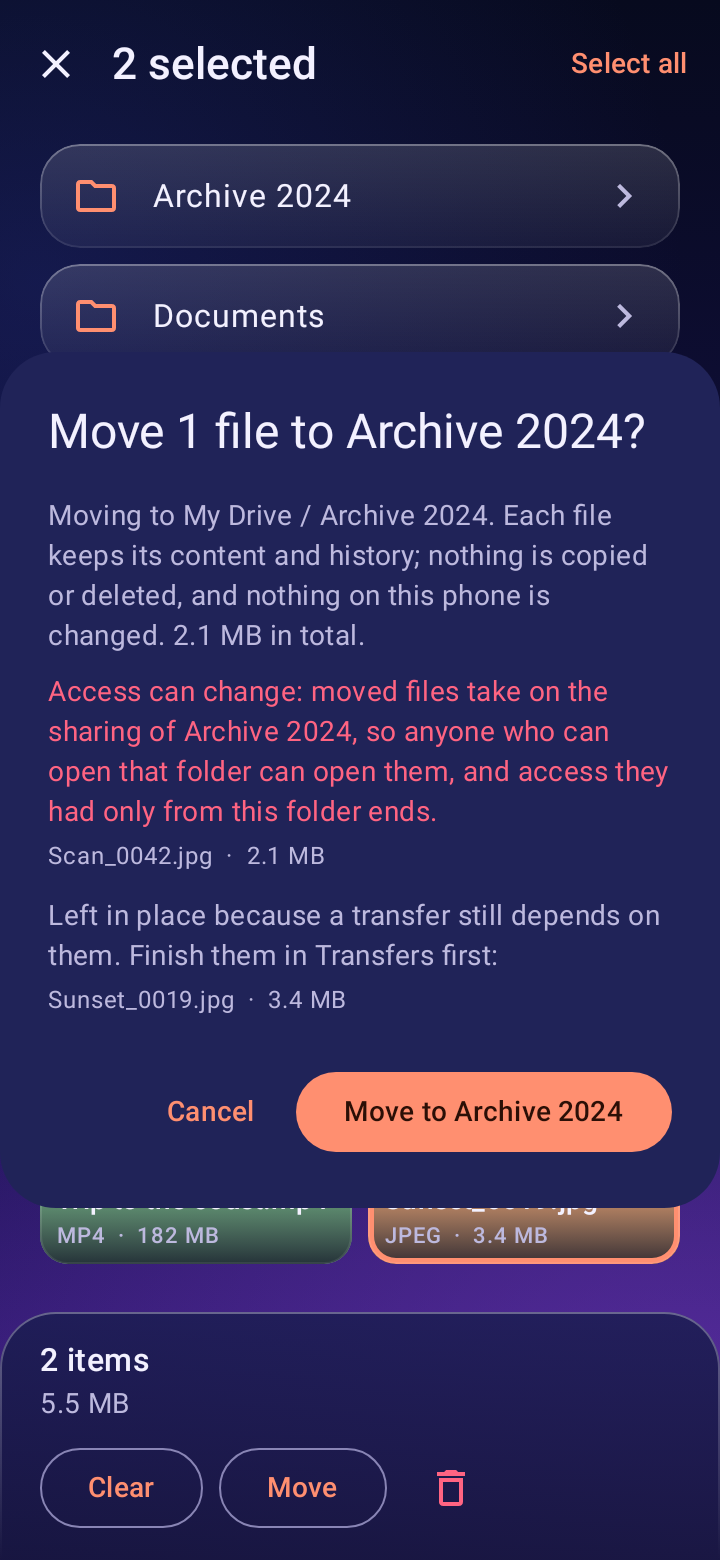 2 selected
Select all
Archive 2024
Documents
Move 1 file to Archive 2024?
Moving to My Drive / Archive 2024. Each file
keeps its content and history; nothing is copied
or deleted, and nothing on this phone is
changed. 2.1 MB in total.
Access can change: moved files take on the
sharing of Archive 2024, so anyone who can
open that folder can open them, and access they
had only from this folder ends.
Scan_0042.jpg · 2.1 MB
Left in place because a transfer still depends on
them. Finish them in Transfers first:
Sunset_0019.jpg · 3.4 MB
Cancel
Move to Archive 2024
MP4 · 182 MB
JPEG · 3.4 MB
2 items
5.5 MB
Clear
Move